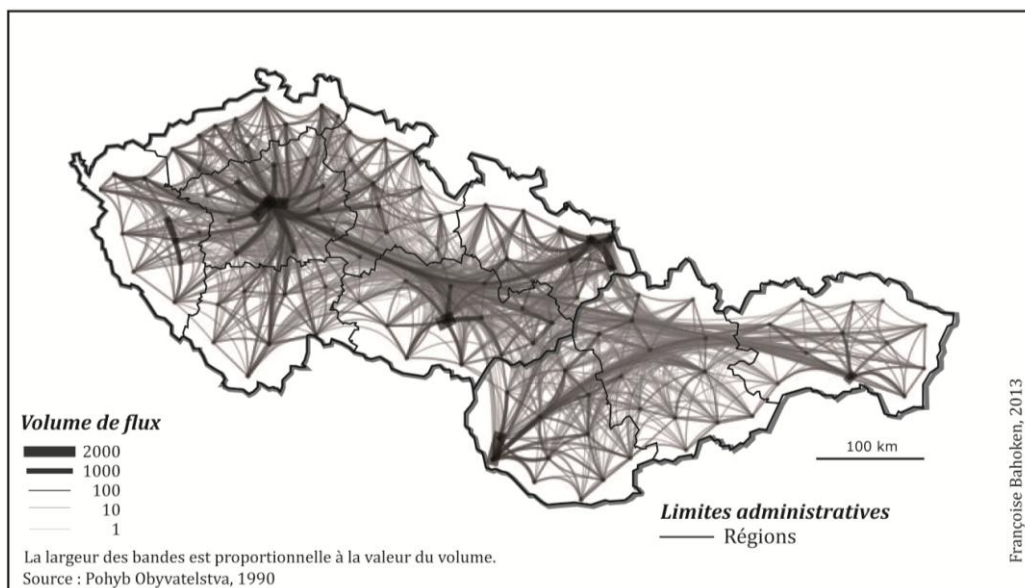 Volume de flux
2000
1000
100
10
1
La largeur des bandes est proportionnelle à la valeur du volume.
Source : Pohyb Obyvatelstva, 1990
100 km
Limites administratives
Régions
Françoise Bahoken, 2013